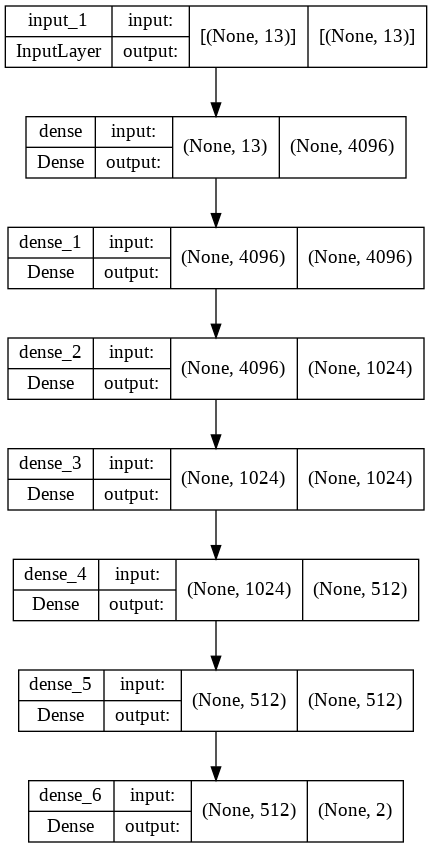 input_1 input: [(None, 13)] [(None, 13)]
InputLayer output:
dense input: (None, 13) (None, 4096)
Dense output:
dense_1 input: (None, 4096) (None, 4096)
Dense output:
dense_2 input: (None, 4096) (None, 1024)
Dense output:
dense_3 input: (None, 1024) (None, 1024)
Dense output:
dense_4 input: (None, 1024) (None, 512)
Dense output:
dense_5 input: (None, 512) (None, 512)
Dense output:
dense_6 input: (None, 512) (None, 2)
Dense output: